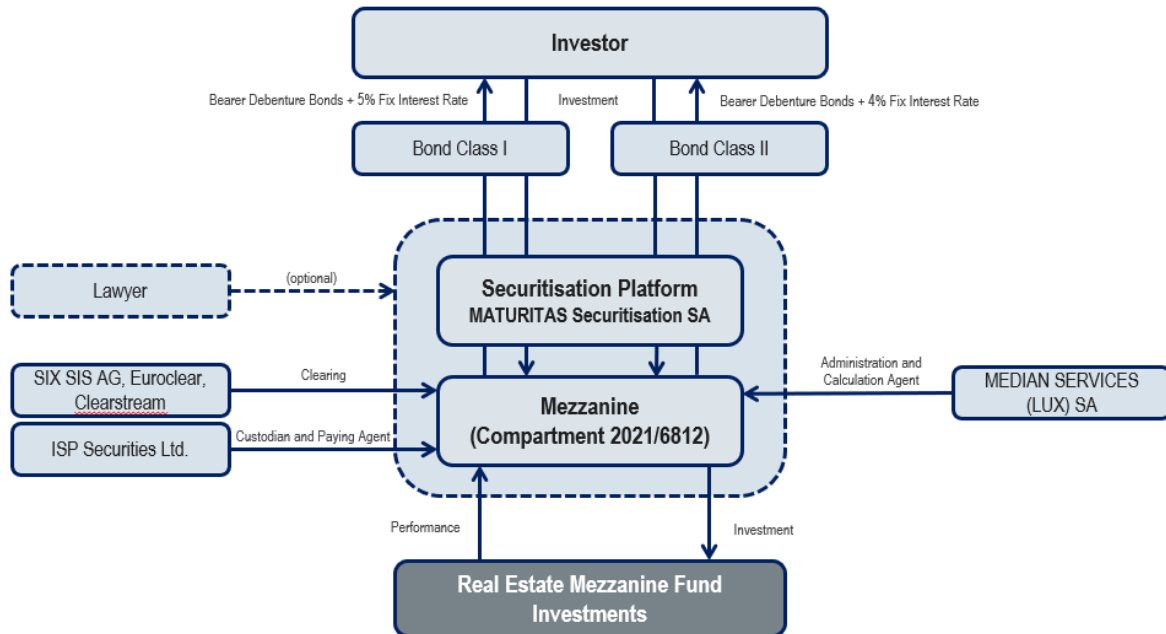 Investor
Bearer Debenture Bonds + 5% Fix Interest Rate
Investment
Bearer Debenture Bonds + 4% Fix Interest Rate
Bond Class I
Bond Class II
Lawyer
(optional)
Securitisation Platform
MATURITAS Securitisation SA
SIX SIS AG, Euroclear,
Clearstream
Clearing
Administration and
Calculation Agent
MEDIAN SERVICES
(LUX) SA
Mezzanine
(Compartment 2021/6812)
ISP Securities Ltd.
Custodian and Paying Agent
Performance
Investment
Real Estate Mezzanine Fund
Investments